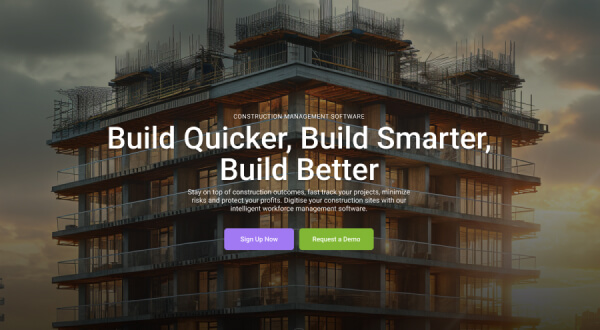 CONSTRUCTION MANAGEMENT SOFTWARE
Build Quicker, Build Smarter,
Build Better
Stay on top of construction outcomes, fast track your projects, minimize
risks and protect your profits. Digitise your construction sites with our
intelligent workforce management software.
Sign Up Now
Request a Demo